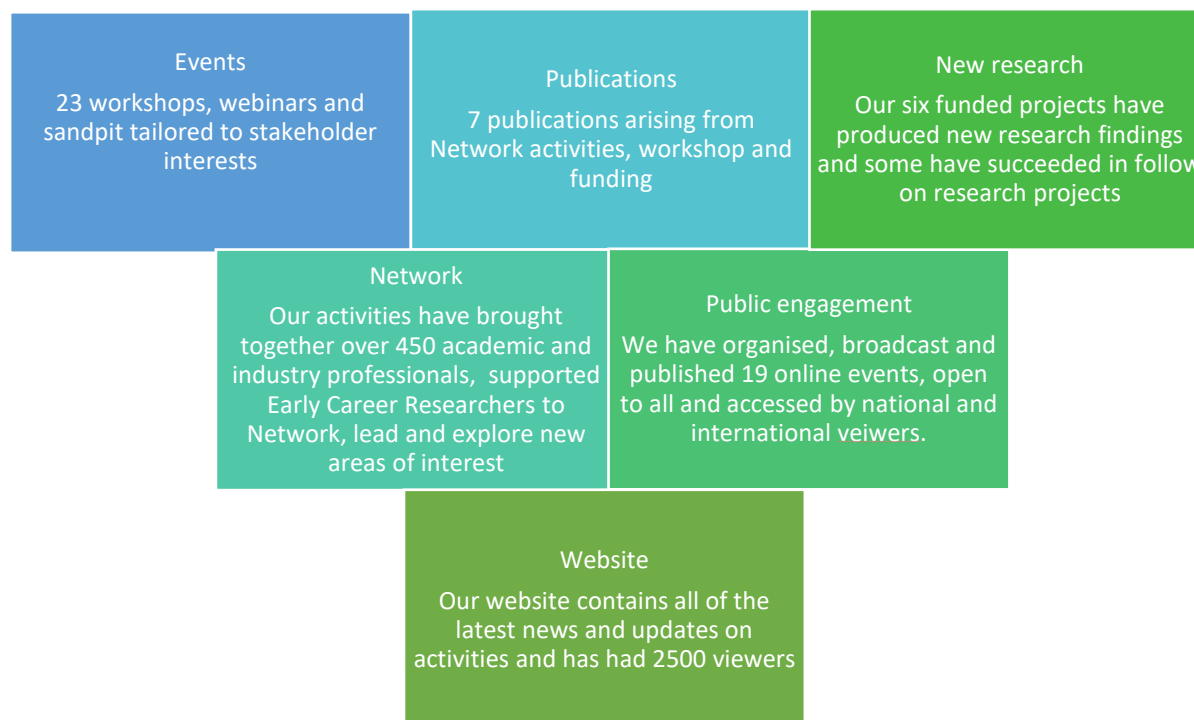 Events
23 workshops, webinars and
sandpit tailored to stakeholder
interests
Publications
7 publications arising from
Network activities, workshop and
funding
New research
Our six funded projects have
produced new research findings
and some have succeeded in follow
on research projects
Network
Our activities have brought
together over 450 academic and
industry professionals,  supported
Early Career Researchers to
Network, lead and explore new
areas of interest
Public engagement
We have organised, broadcast and
published 19 online events, open
to all and accessed by national and
international veiwers.
Website
Our website contains all of the
latest news and updates on
activities and has had 2500 viewers